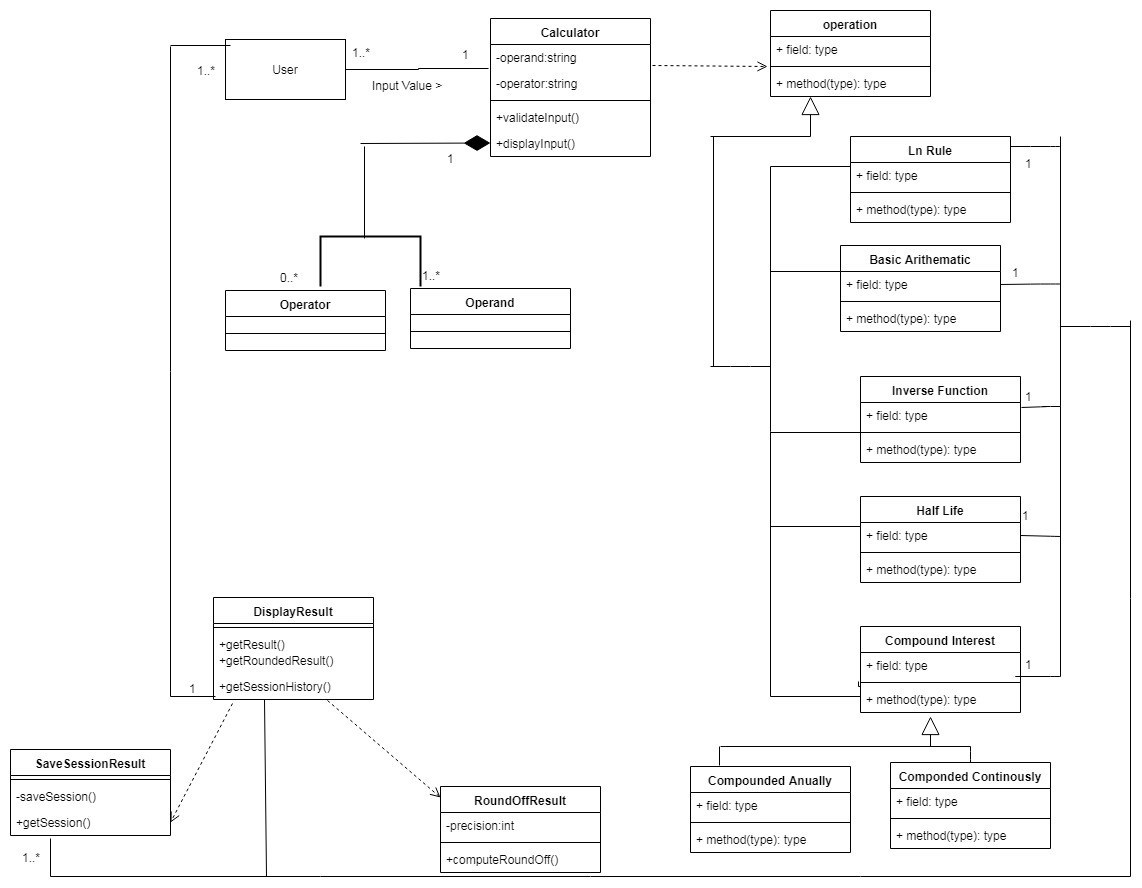 User
1..*
1..*
1
Input Value >
Calculator
-operand:string
-operator:string
+validateInput()
+displayInput()
1
0..*
1..*
Operator
Operand
operation
+ field: type
+ method(type): type
Ln Rule
+ field: type
+ method(type): type
1
Basic Arithematic
+ field: type
+ method(type): type
1
Inverse Function
+ field: type
+ method(type): type
1
Half Life
+ field: type
+ method(type): type
1
Compound Interest
+ field: type
+ method(type): type
1
Compounded Anually
+ field: type
+ method(type): type
Componded Continously
+ field: type
+ method(type): type
DisplayResult
+getResult()
+getRoundedResult()
+getSessionHistory()
1
SaveSessionResult
-saveSession()
+getSession()
1..*
RoundOffResult
-precision:int
+computeRoundOff()